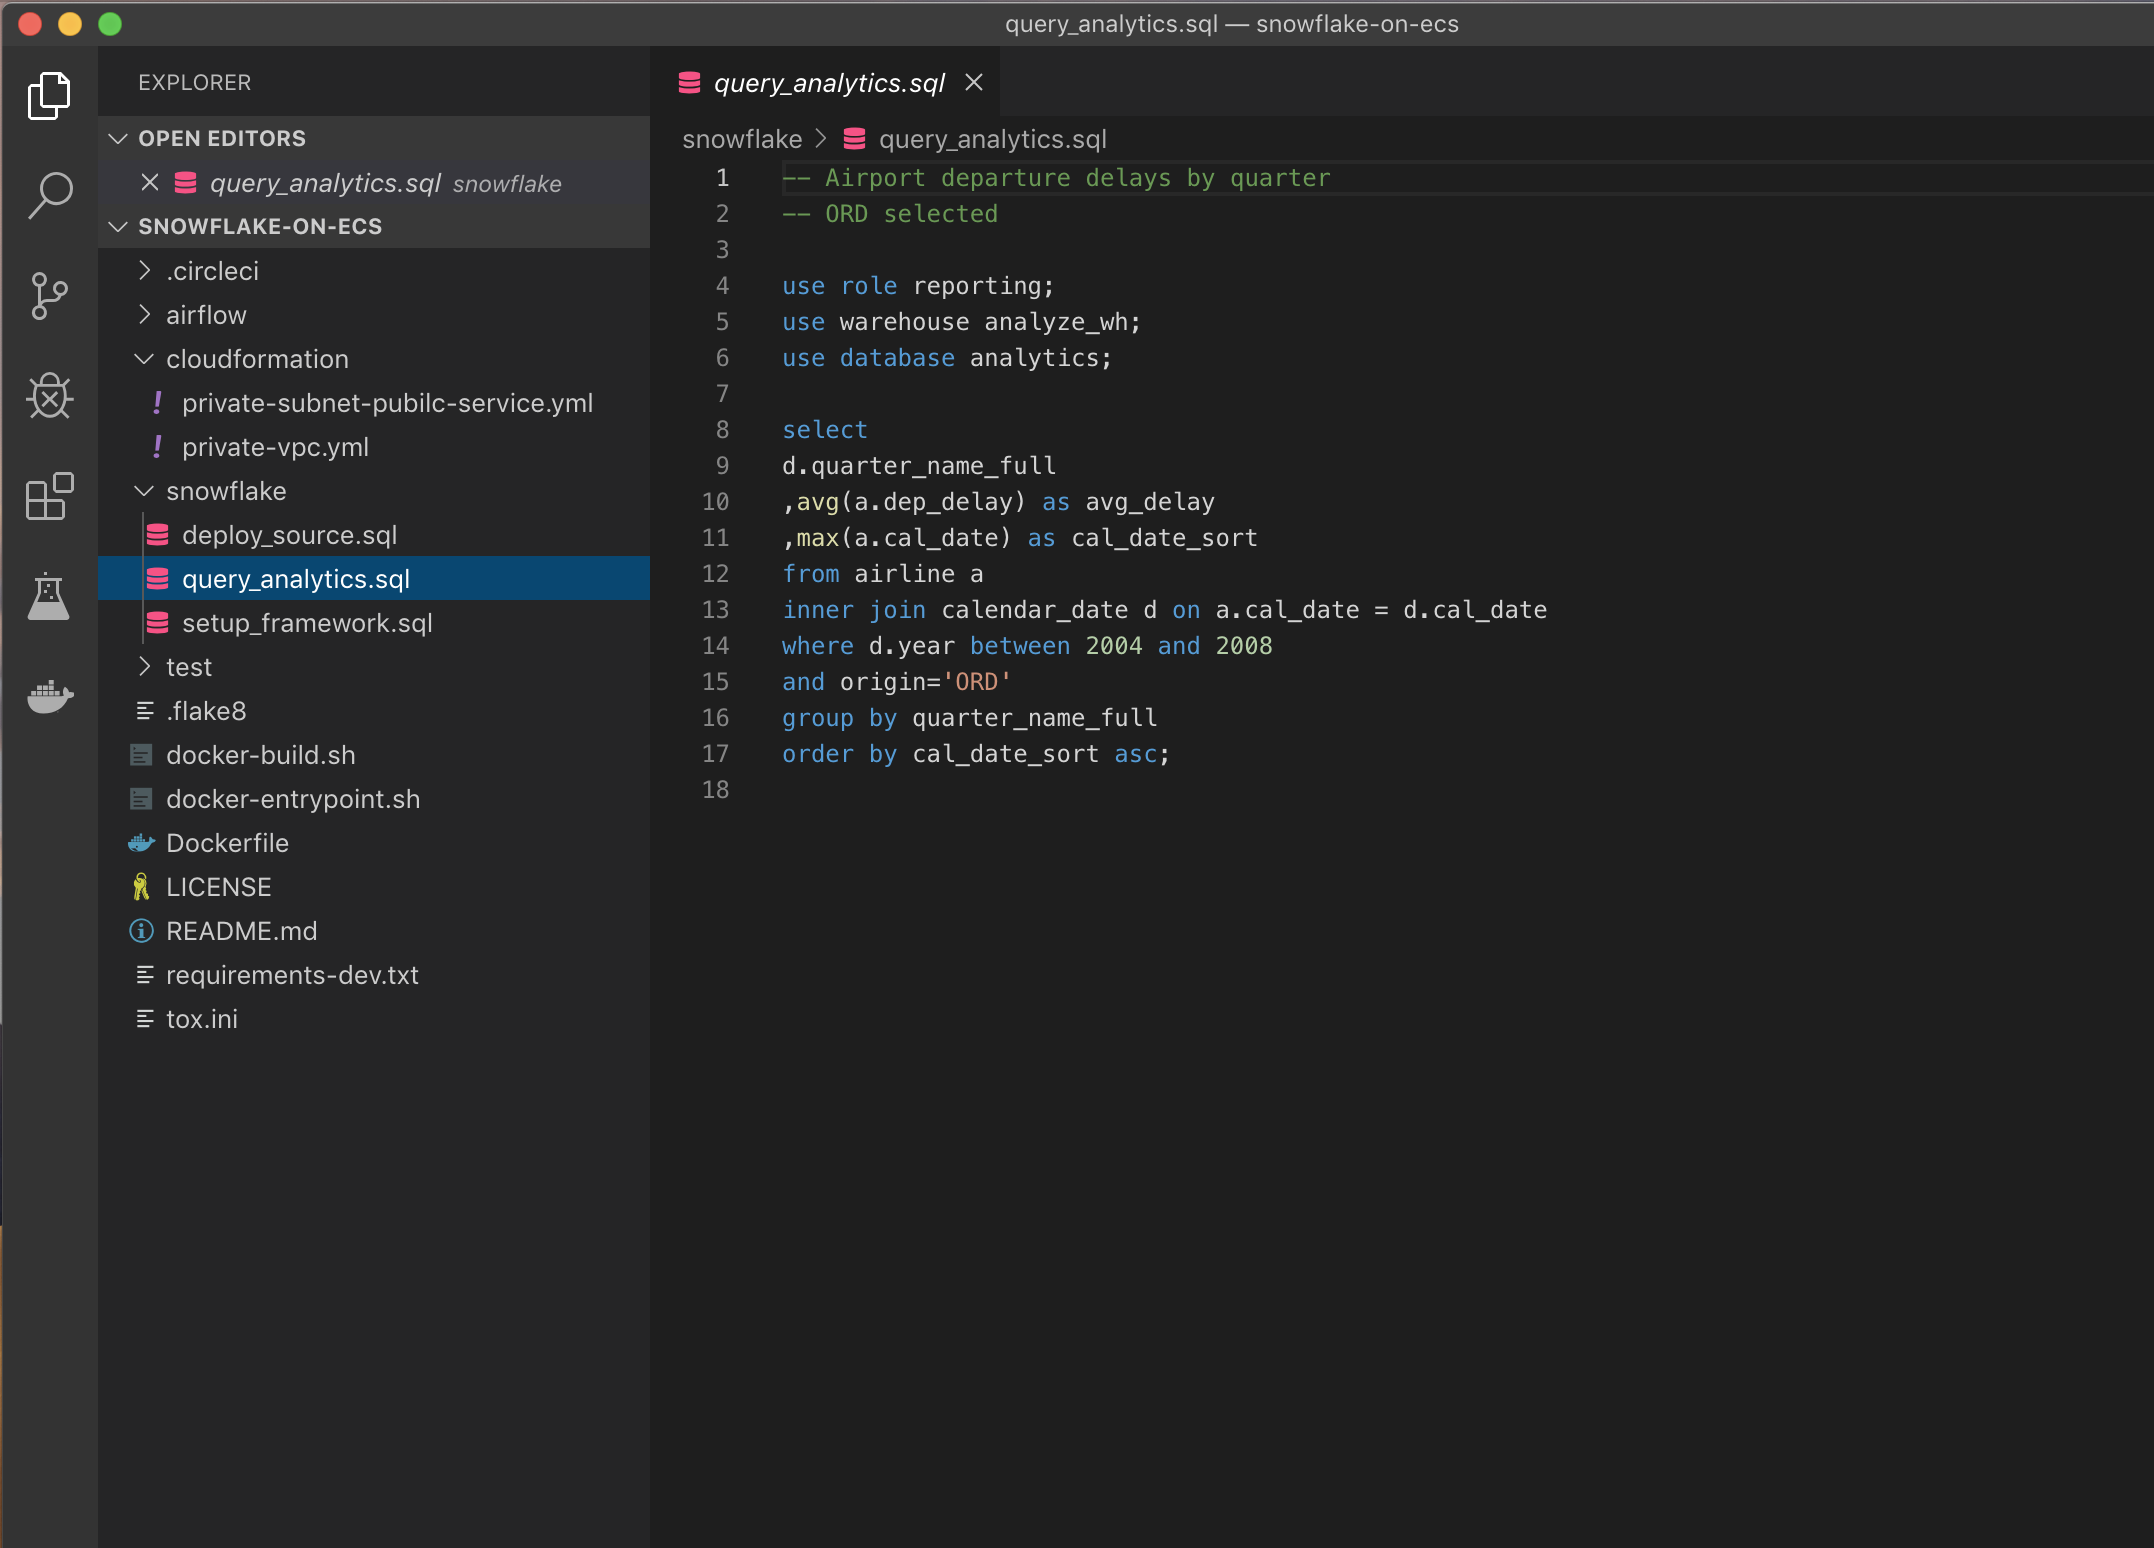 query_analytics.sql — snowflake-on-ecs
EXPLORER
OPEN EDITORS
query_analytics.sql snowflake
SNOWFLAKE-ON-ECS
.circleci
airflow
cloudformation
! private-subnet-pubilc-service.yml
! private-vpc.yml
snowflake
deploy_source.sql
query_analytics.sql
setup_framework.sql
test
.flake8
docker-build.sh
docker-entrypoint.sh
Dockerfile
LICENSE
README.md
requirements-dev.txt
tox.ini
query_analytics.sql
snowflake > query_analytics.sql
1 -- Airport departure delays by quarter
2 -- ORD selected
3
4 use role reporting;
5 use warehouse analyze_wh;
6 use database analytics;
7
8 select
9 d.quarter_name_full
10 ,avg(a.dep_delay) as avg_delay
11 ,max(a.cal_date) as cal_date_sort
12 from airline a
13 inner join calendar_date d on a.cal_date = d.cal_date
14 where d.year between 2004 and 2008
15 and origin='ORD'
16 group by quarter_name_full
17 order by cal_date_sort asc;
18